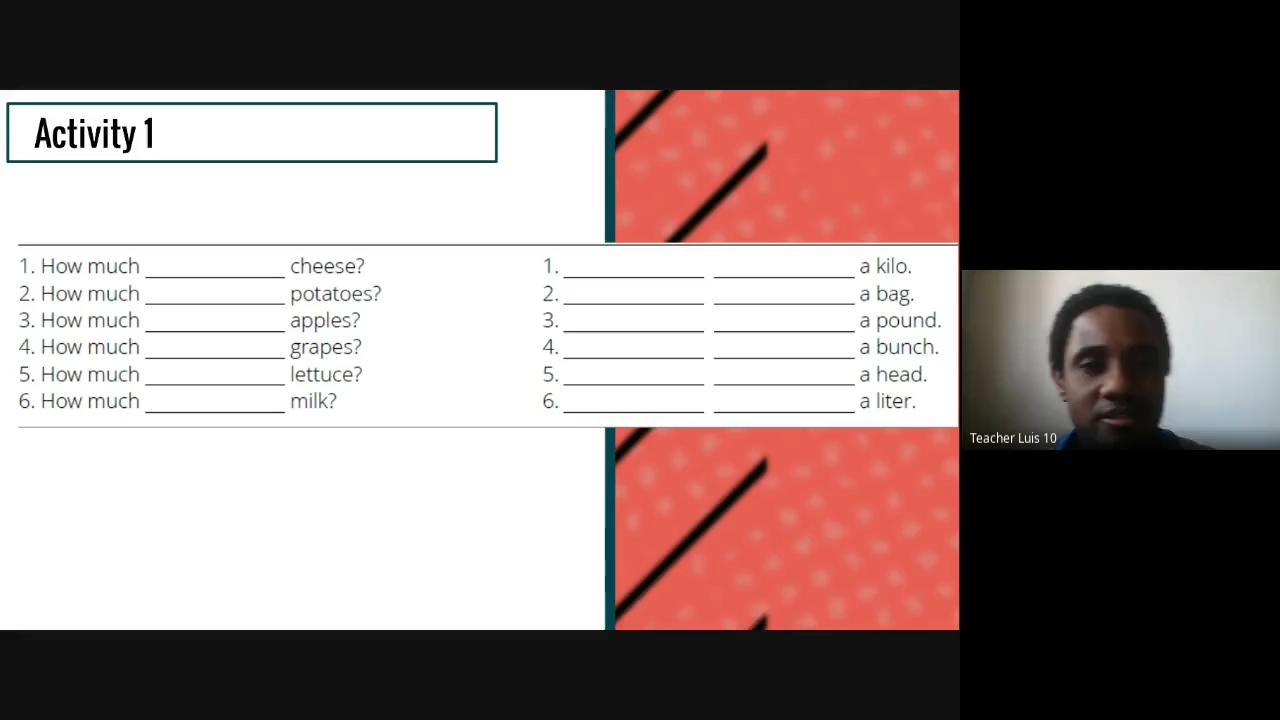 Activity 1
1. How much ____________ cheese?
2. How much ____________ potatoes?
3. How much ____________ apples?
4. How much ____________ grapes?
5. How much ____________ lettuce?
6. How much ____________ milk?
1. ____________ ____________ a kilo.
2. ____________ ____________ a bag.
3. ____________ ____________ a pound.
4. ____________ ____________ a bunch.
5. ____________ ____________ a head.
6. ____________ ____________ a liter.
Teacher Luis 10